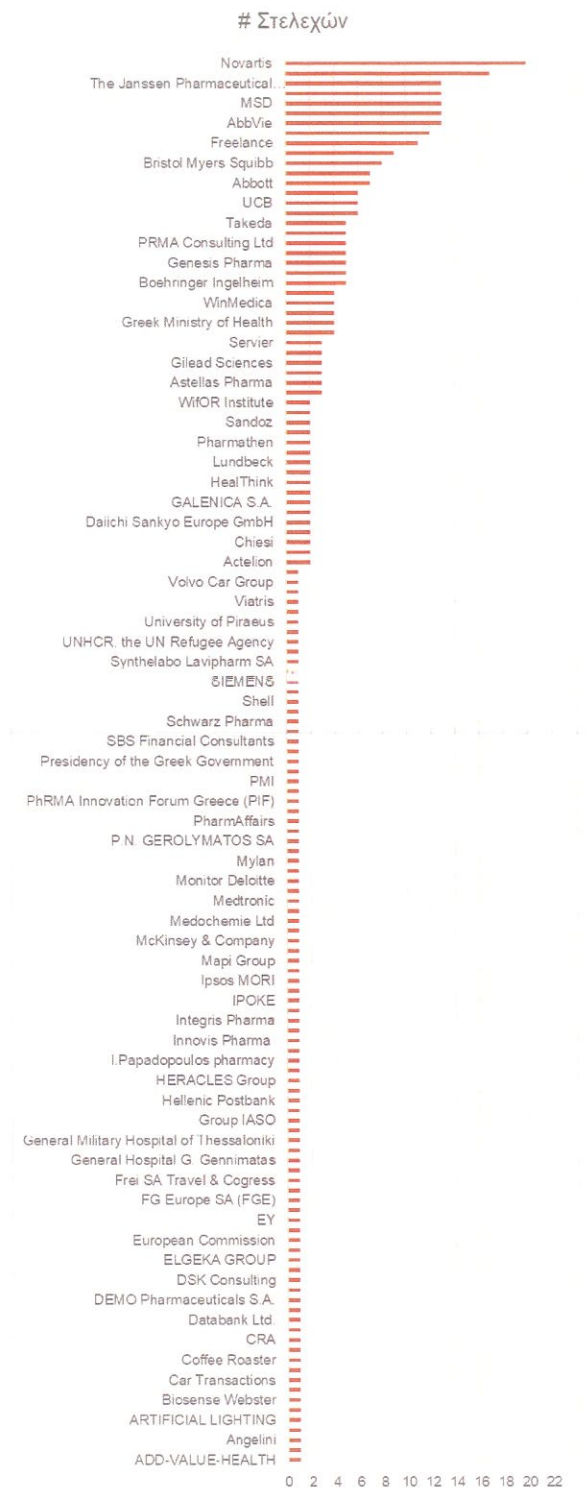 # Στελεχών
Novartis
The Janssen Pharmaceutical...
MSD
AbbVie
Freelance
Bristol Myers Squibb
Abbott
UCB
Takeda
PRMA Consulting Ltd
Genesis Pharma
Boehringer Ingelheim
WinMedica
Greek Ministry of Health
Servier
Gilead Sciences
Astellas Pharma
WifOR Institute
Sandoz
Pharmathen
Lundbeck
HealThink
GALENICA S.A.
Daiichi Sankyo Europe GmbH
Chiesi
Actelion
Volvo Car Group
Viatris
University of Piraeus
UNHCR, the UN Refugee Agency
Synthelabo Lavipharm SA
SIEMENS
Shell
Schwarz Pharma
SBS Financial Consultants
Presidency of the Greek Government
PMI
PhRMA Innovation Forum Greece (PIF)
PharmAffairs
P.N. GEROLYMATOS SA
Mylan
Monitor Deloitte
Medtronic
Medochemie Ltd
McKinsey & Company
Mapi Group
Ipsos MORI
IPOKE
Integris Pharma
Innovis Pharma
I.Papadopoulos pharmacy
HERACLES Group
Hellenic Postbank
Group IASO
General Military Hospital of Thessaloniki
General Hospital G. Gennimatas
Frei SA Travel & Cogress
FG Europe SA (FGE)
EY
European Commission
ELGEKA GROUP
DSK Consulting
DEMO Pharmaceuticals S.A.
Databank Ltd.
CRA
Coffee Roaster
Car Transactions
Biosense Webster
ARTIFICIAL LIGHTING
Angelini
ADD-VALUE-HEALTH
0 2 4 6 8 10 12 14 16 18 20 22